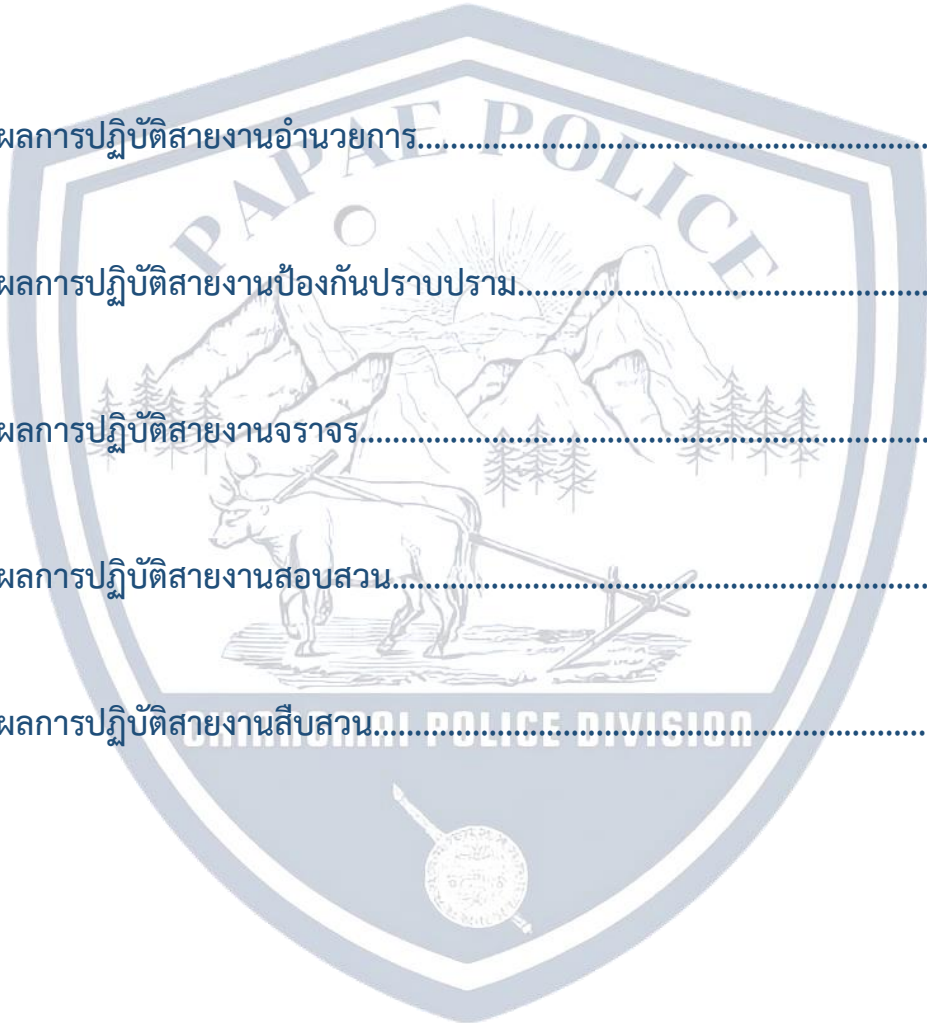 PAPAE POLICE
ผลการปฏิบัติสายงานอำนวยการ................................................................
ผลการปฏิบัติสายงานป้องกันปราบปราม...................................................
ผลการปฏิบัติสายงานจราจร.......................................................................
ผลการปฏิบัติสายงานสอบสวน...................................................................
ผลการปฏิบัติสายงานสืบสวน.....................................................................
CHIANGMAI POLICE DIVISION